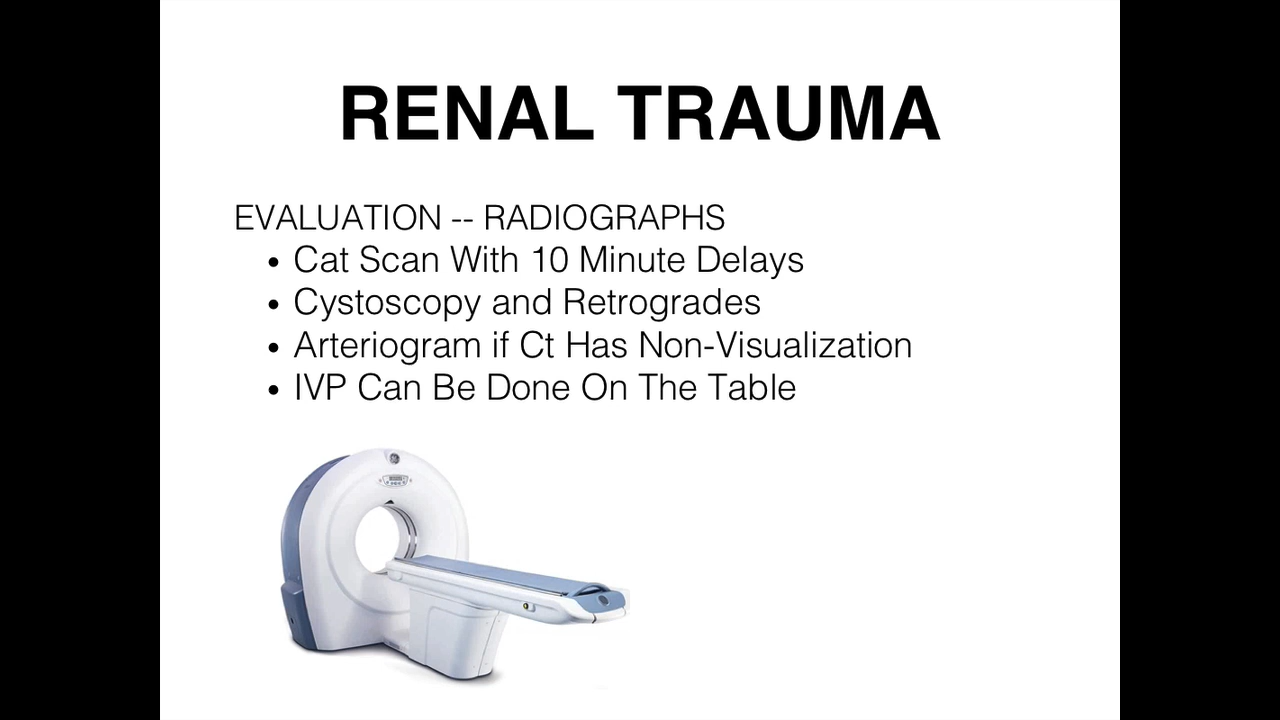 RENAL TRAUMA
EVALUATION -- RADIOGRAPHS
• Cat Scan With 10 Minute Delays
• Cystoscopy and Retrogrades
• Arteriogram if Ct Has Non-Visualization
• IVP Can Be Done On The Table